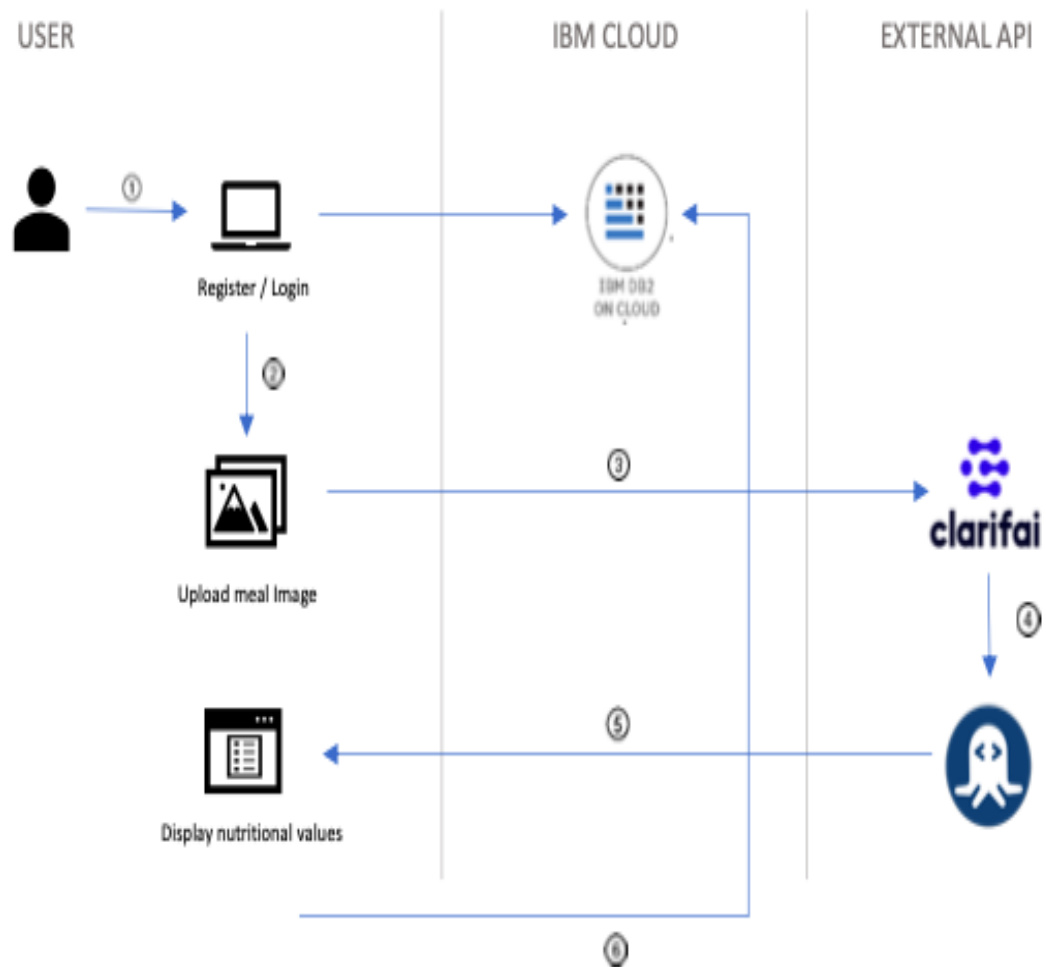 USER
IBM CLOUD
EXTERNAL API
①
Register / Login
IBM DB2
ON CLOUD
②
③
clarifai
Upload meal Image
④
⑤
Display nutritional values
⑥